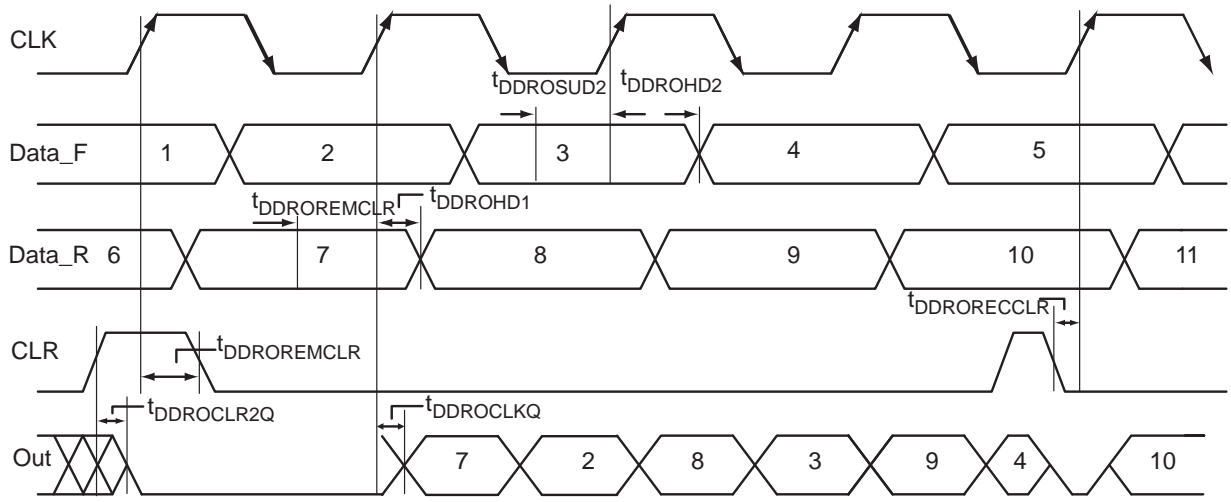 CLK
tDDROSUD2 tDDROHD2
Data_F 1 2 3 4 5
tDDROREMCLR tDDROHD1
Data_R 6 7 8 9 10 11
tDDRORECCLR
CLR tDDROREMCLR
tDDROCLR2Q tDDROCLKQ
Out 7 2 8 3 9 4 10